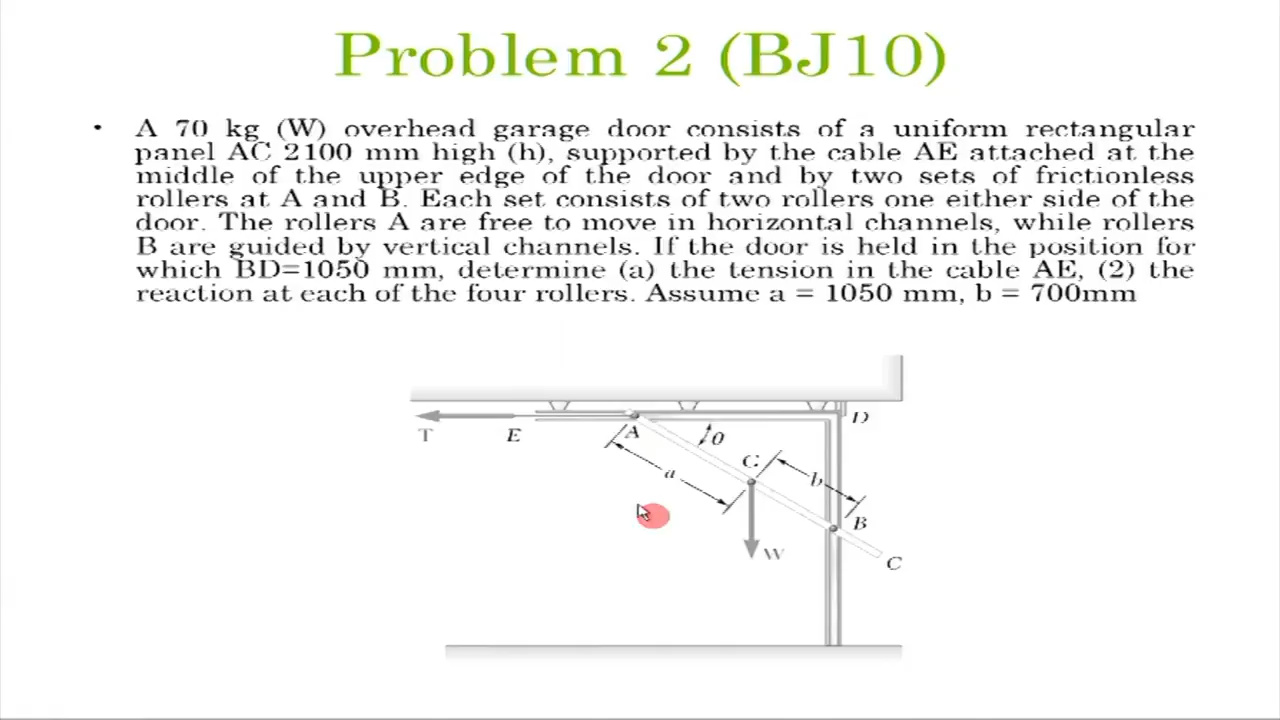 Problem 2 (BJ10)
• A 70 kg (W) overhead garage door consists of a uniform rectangular
panel AC 2100 mm high (h), supported by the cable AE attached at the
middle of the upper edge of the door and by two sets of frictionless
rollers at A and B. Each set consists of two rollers one either side of the
door. The rollers A are free to move in horizontal channels, while rollers
B are guided by vertical channels. If the door is held in the position for
which BD=1050 mm, determine (a) the tension in the cable AE, (2) the
reaction at each of the four rollers. Assume a = 1050 mm, b = 700mm
D
T
E
A
θ
G
a
b
B
W
C